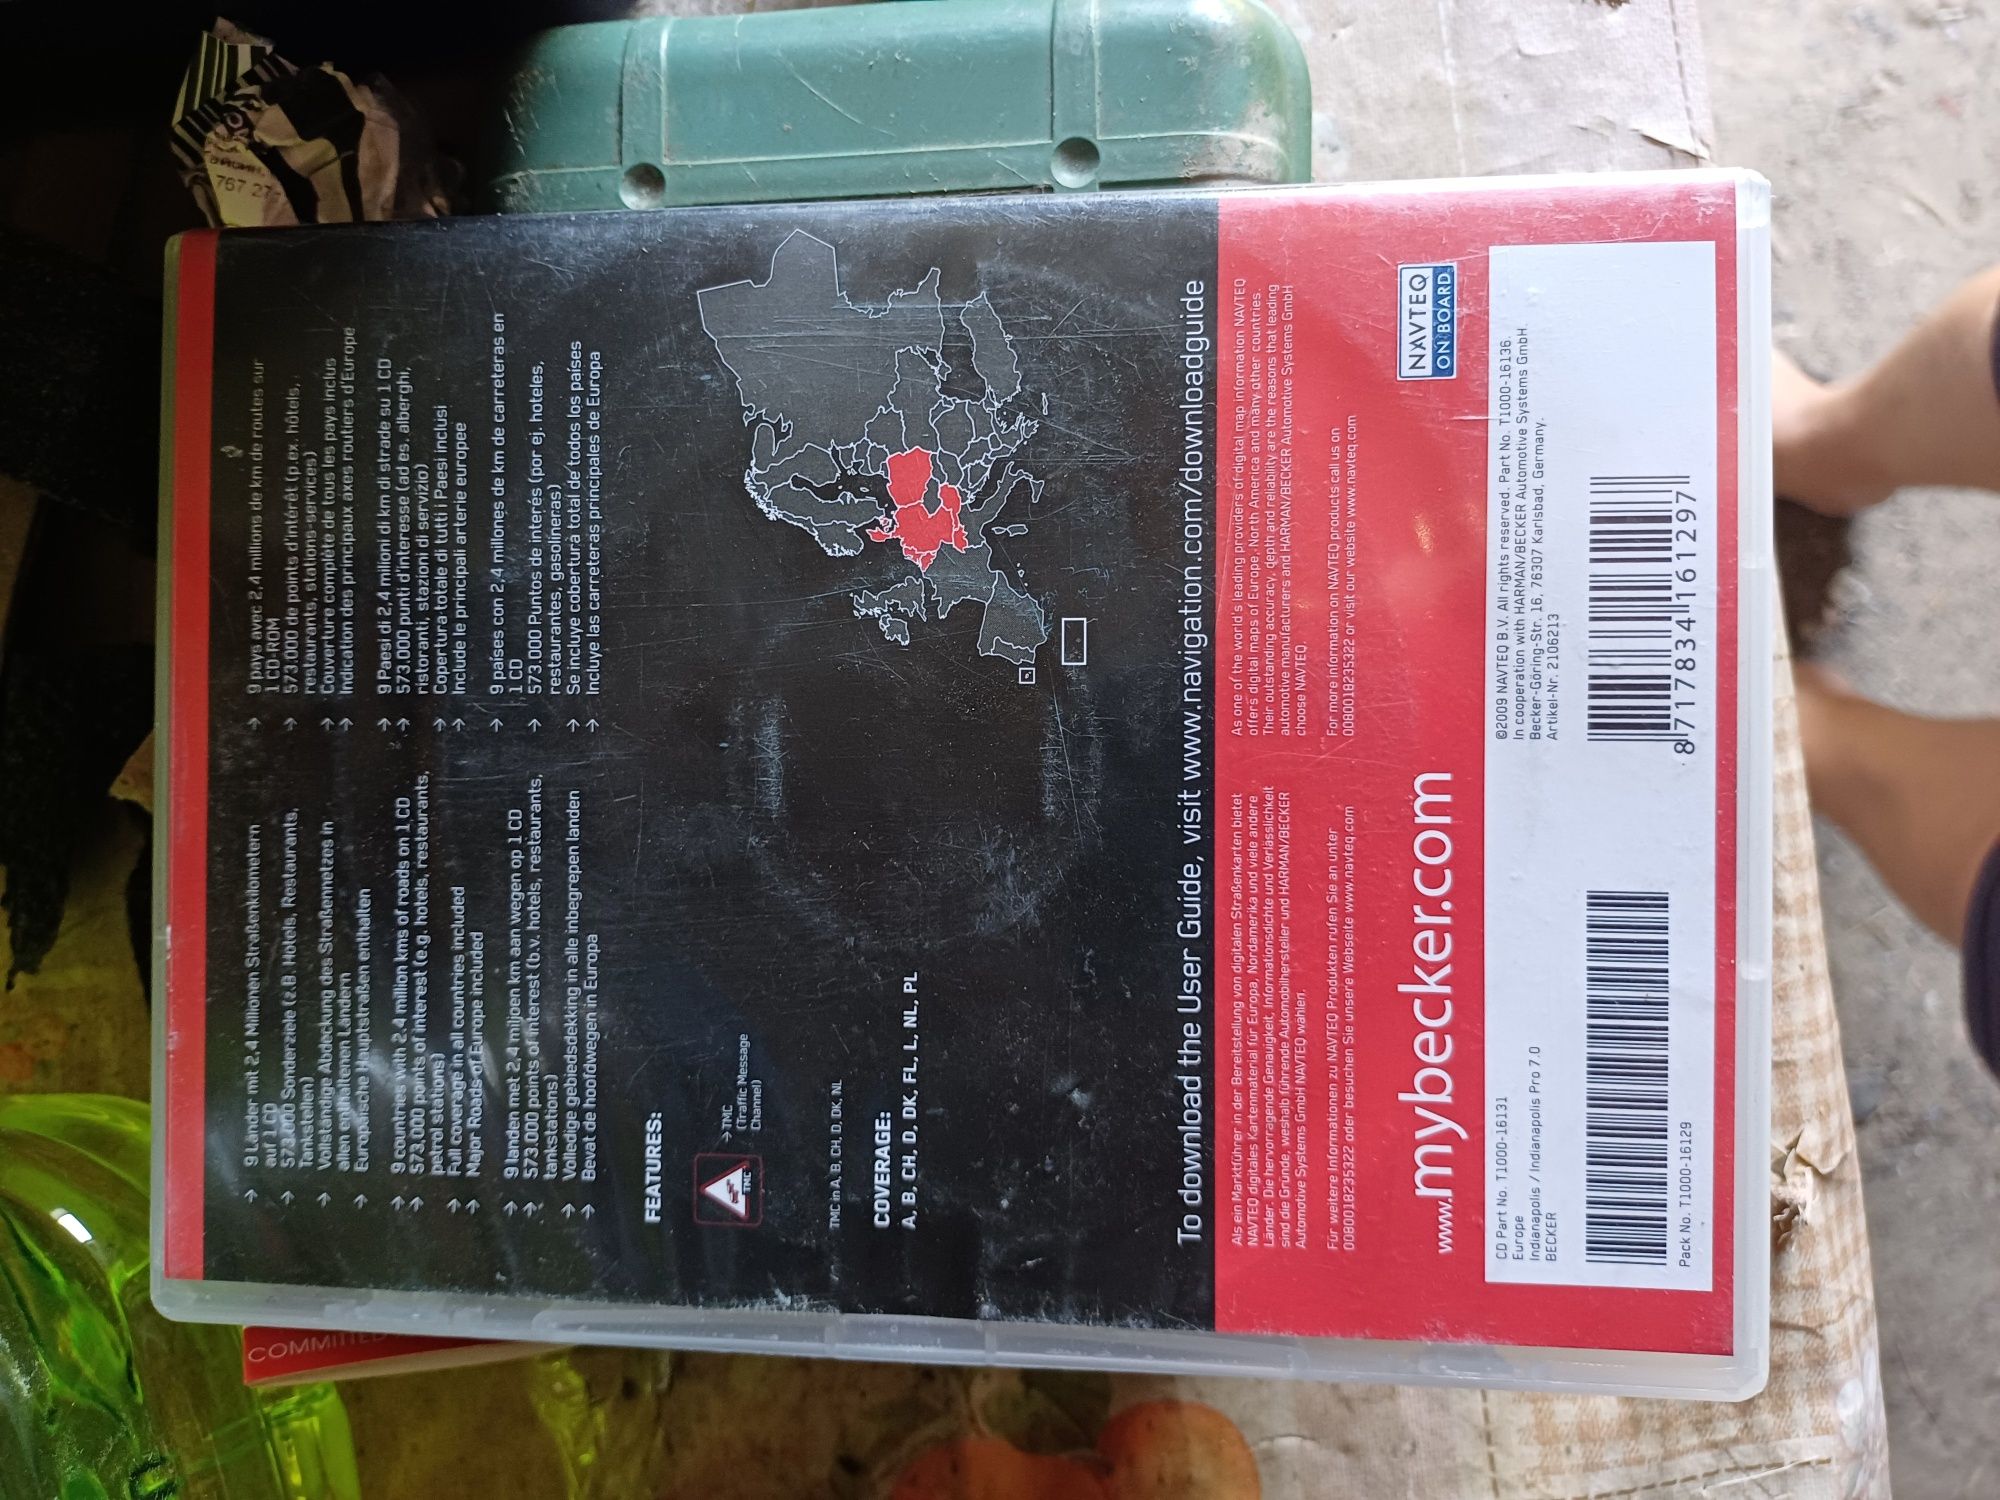 → 9 Länder mit 2,4 Millionen Straßenkilometern
auf 1 CD
→ 573.000 Sonderziele (z.B. Hotels, Restaurants,
Tankstellen)
→ Vollständige Abdeckung des Straßennetzes in
allen enthaltenen Ländern
→ Europäische Hauptstraßen enthalten
→ 9 countries with 2,4 million kms of roads on 1 CD
→ 573,000 points of interest (e.g. hotels, restaurants,
petrol stations)
→ Full coverage in all countries included
→ Major Roads of Europe included
→ 9 landen met 2,4 miljoen km aan wegen op 1 CD
→ 573.000 points of interest (b.v. hotels, restaurants,
tankstations)
→ Volledige gebiedsdekking in alle inbegrepen landen
→ Bevat de hoofdwegen in Europa
→ 9 pays avec 2,4 millions de km de routes sur
1 CD-ROM
→ 573.000 de points d'intérêt (p.ex. hôtels,
restaurants, stations-services)
→ Couverture complète de tous les pays inclus
→ Indication des principaux axes routiers d'Europe
→ 9 Paesi di 2,4 milioni di km di strade su 1 CD
→ 573.000 punti d'interesse (ad es. alberghi,
ristoranti, stazioni di servizio)
→ Copertura totale di tutti i Paesi inclusi
→ Include le principali arterie europee
→ 9 países con 2,4 millones de km de carreteras en
1 CD
→ 573.000 Puntos de interés (por ej. hoteles,
restaurantes, gasolineras)
→ Se incluye cobertura total de todos los países
→ Incluye las carreteras principales de Europa
FEATURES:
TMC
→ TMC
(Traffic Message
Channel)
TMC in A, B, CH, D, DK, NL
COVERAGE:
A, B, CH, D, DK, FL, L, NL, PL
To download the User Guide, visit www.navigation.com/downloadguide
Als ein Marktführer in der Bereitstellung von digitalen Straßenkarten bietet
NAVTEQ digitales Kartenmaterial für Europa, Nordamerika und viele andere
Länder. Die hervorragende Genauigkeit, Informationsdichte und Verlässlichkeit
sind die Gründe, weshalb führende Automobilhersteller und HARMAN/BECKER
Automotive Systems GmbH NAVTEQ wählen.
Für weitere Informationen zu NAVTEQ Produkten rufen Sie an unter
0080018235322 oder besuchen Sie unsere Webseite www.navteq.com
As one of the world's leading providers of digital map information NAVTEQ
offers digital maps of Europe, North America and many other countries.
Their outstanding accuracy, depth and reliability are the reasons that leading
automotive manufacturers and HARMAN/BECKER Automotive Systems GmbH
choose NAVTEQ.
For more information on NAVTEQ products call us on
0080018235322 or visit our website www.navteq.com
www.mybecker.com
NAVTEQ
ON BOARD
CD Part No. T1000-16131
Europe
Indianapolis / Indianapolis Pro 7.0
BECKER
Pack No. T1000-16129
©2009 NAVTEQ B.V. All rights reserved. Part No. T1000-16136.
In cooperation with HARMAN/BECKER Automotive Systems GmbH.
Becker-Göring-Str. 16, 76307 Karlsbad, Germany.
Artikel-Nr. 2106213
8 717834 161297
COMMITTED
767 27